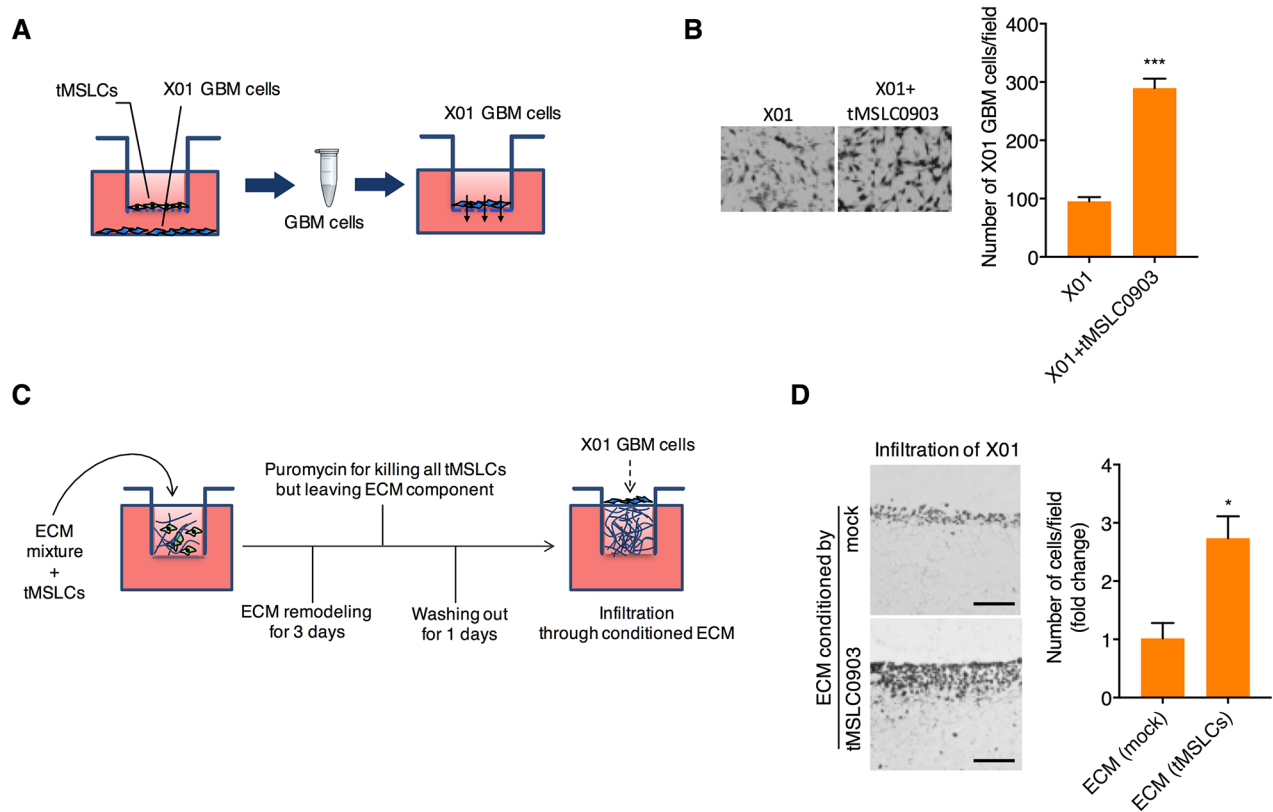 A
tMSLCs
X01 GBM cells
GBM cells
X01 GBM cells
B
X01
X01+
tMSLC0903
Number of X01 GBM cells/field
400
300
200
100
0
***
X01
X01+tMSLC0903
C
ECM
mixture
+
tMSLCs
Puromycin for killing all tMSLCs
but leaving ECM component
ECM remodeling
for 3 days
Washing out
for 1 days
X01 GBM cells
Infiltration
through conditioned ECM
D
Infiltration of X01
ECM conditioned by
mock
tMSLC0903
Number of cells/field
(fold change)
4
3
2
1
0
*
ECM (mock)
ECM (tMSLCs)